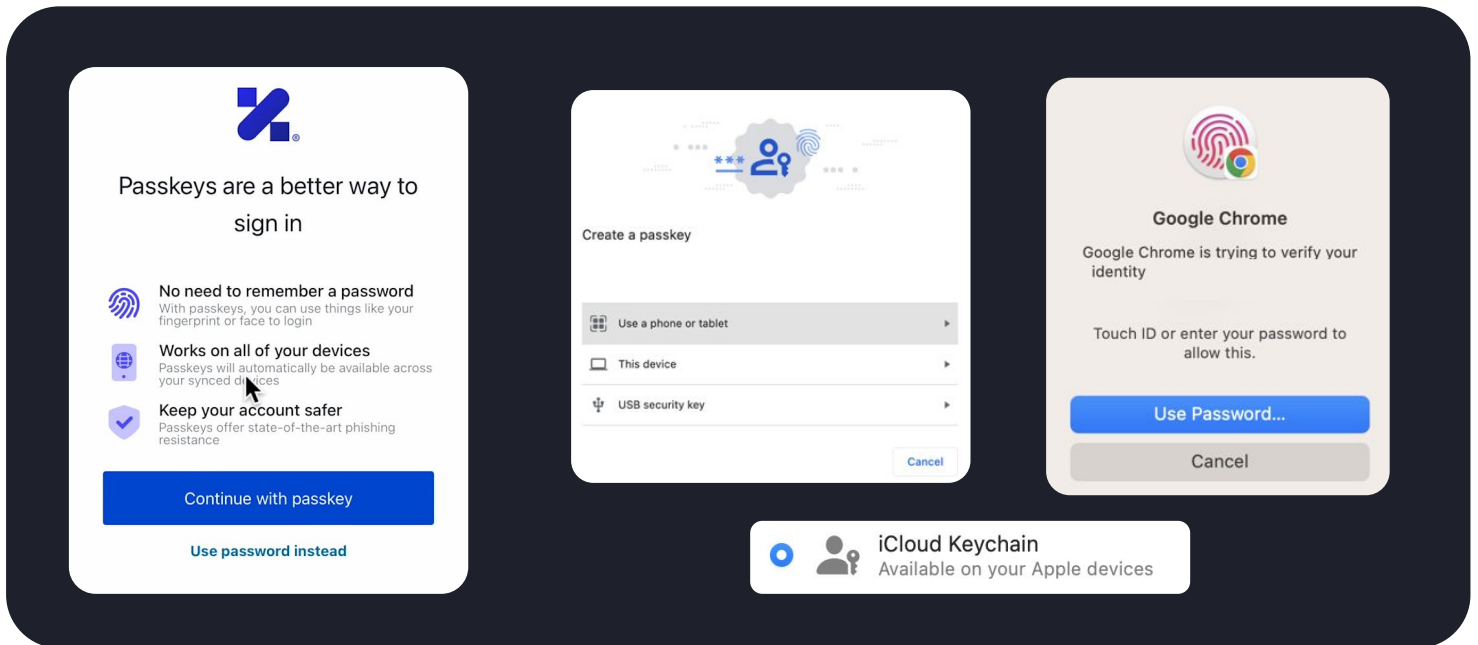 ®
Passkeys are a better way to
sign in
No need to remember a password
With passkeys, you can use things like your
fingerprint or face to login
Works on all of your devices
Passkeys will automatically be available across
your synced devices
Keep your account safer
Passkeys offer state-of-the-art phishing
resistance
Continue with passkey
Use password instead
***
Create a passkey
Use a phone or tablet
This device
USB security key
Cancel
Google Chrome
Google Chrome is trying to verify your
identity
Touch ID or enter your password to
allow this.
Use Password...
Cancel
iCloud Keychain
Available on your Apple devices